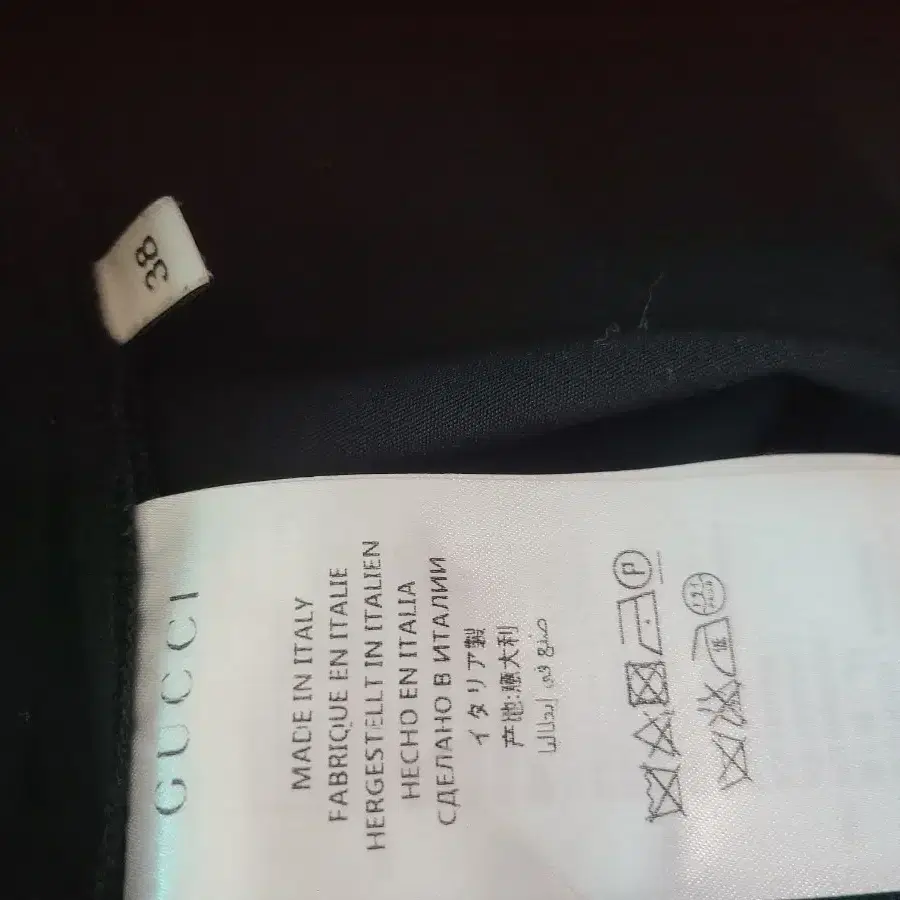 38
GUCCI
MADE IN ITALY
FABRIQUE EN ITALIE
HERGESTELLT IN ITALIEN
HECHO EN ITALIA
СДЕЛАНО В ИТАЛИИ
イタリア製
产地:意大利
صنع في إيطاليا
P